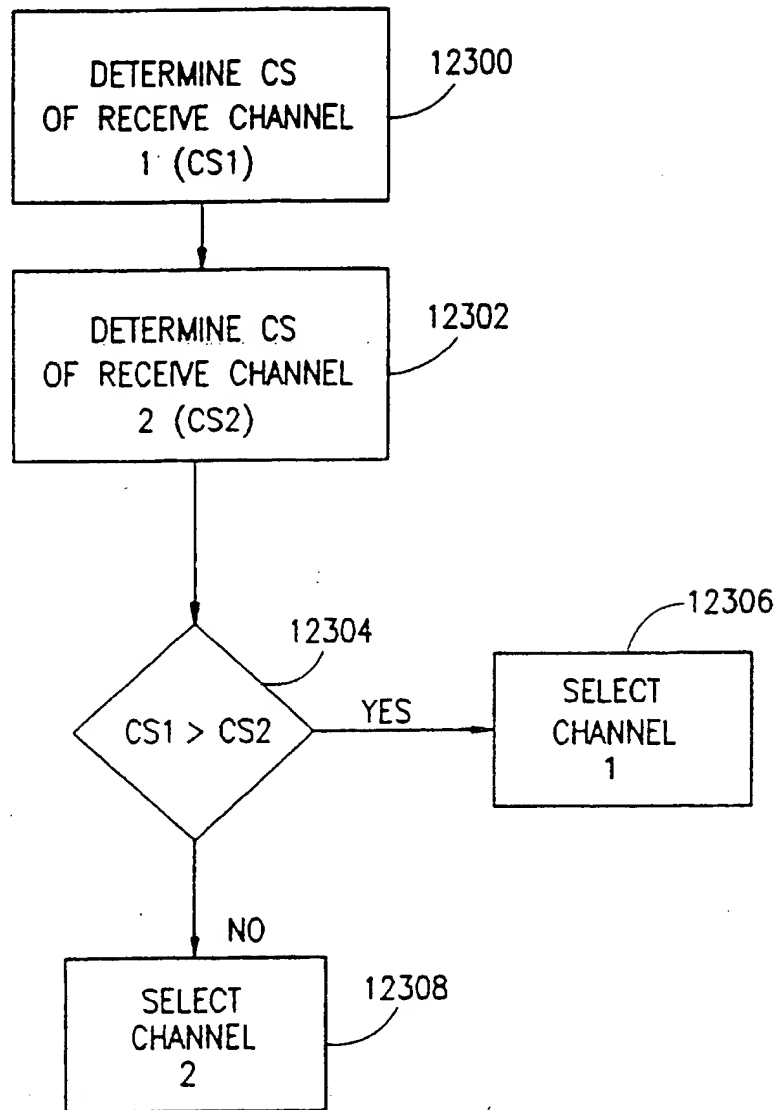 DETERMINE CS
OF RECEIVE CHANNEL
1 (CS1)
12300
DETERMINE CS
OF RECEIVE CHANNEL
2 (CS2)
12302
12304
CS1 > CS2
YES
12306
SELECT
CHANNEL
1
NO
SELECT
CHANNEL
2
12308